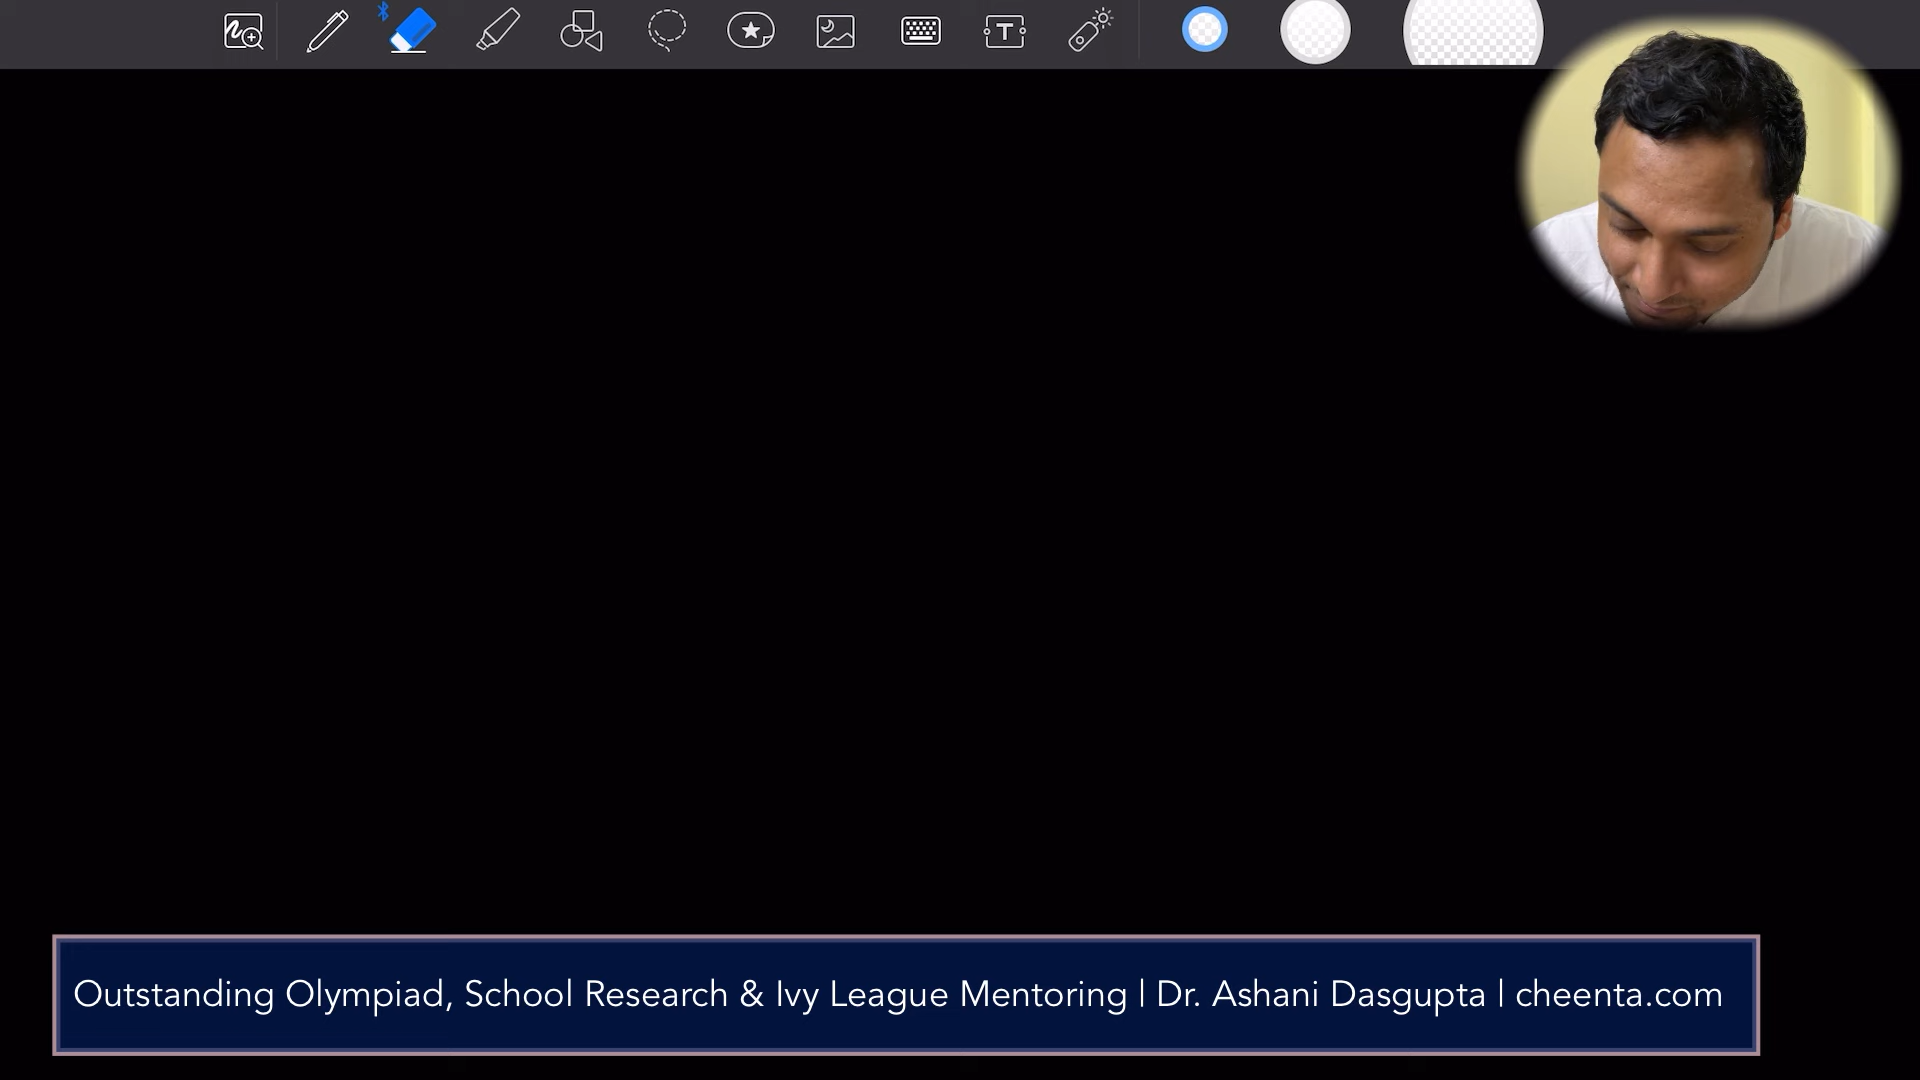 T
Outstanding Olympiad, School Research & Ivy League Mentoring | Dr. Ashani Dasgupta | cheenta.com